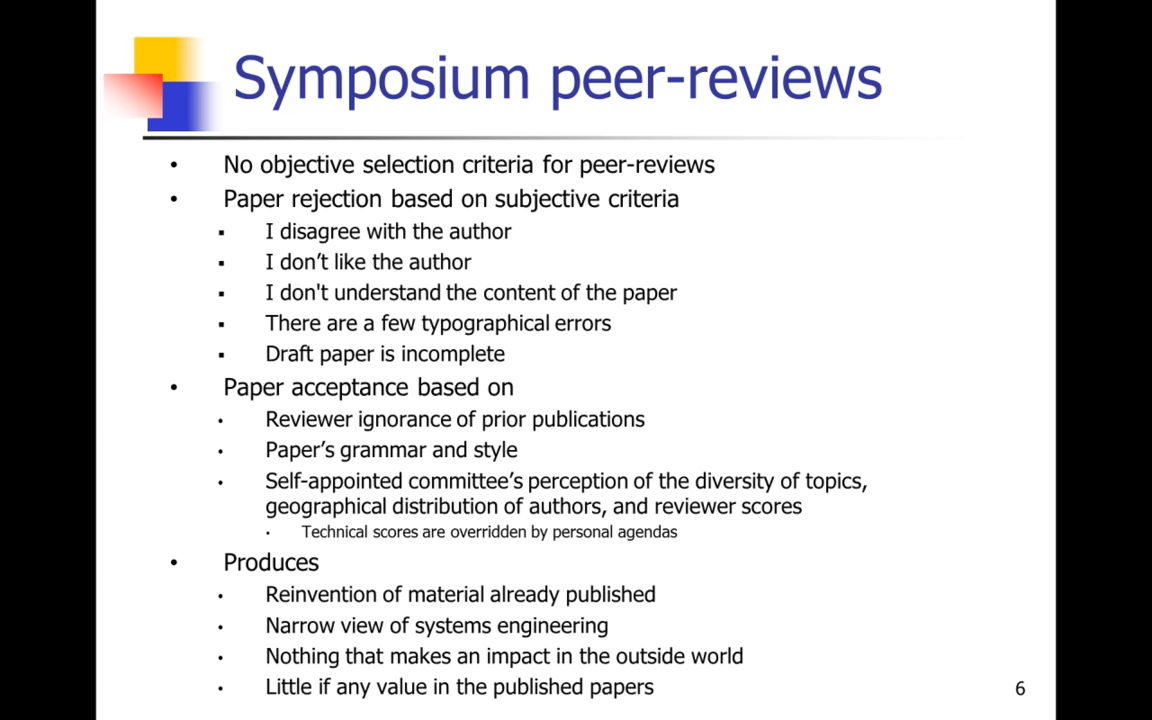 Symposium peer-reviews
• No objective selection criteria for peer-reviews
• Paper rejection based on subjective criteria
▪ I disagree with the author
▪ I don’t like the author
▪ I don't understand the content of the paper
▪ There are a few typographical errors
▪ Draft paper is incomplete
• Paper acceptance based on
• Reviewer ignorance of prior publications
• Paper’s grammar and style
• Self-appointed committee’s perception of the diversity of topics,
geographical distribution of authors, and reviewer scores
• Technical scores are overridden by personal agendas
• Produces
• Reinvention of material already published
• Narrow view of systems engineering
• Nothing that makes an impact in the outside world
• Little if any value in the published papers
6